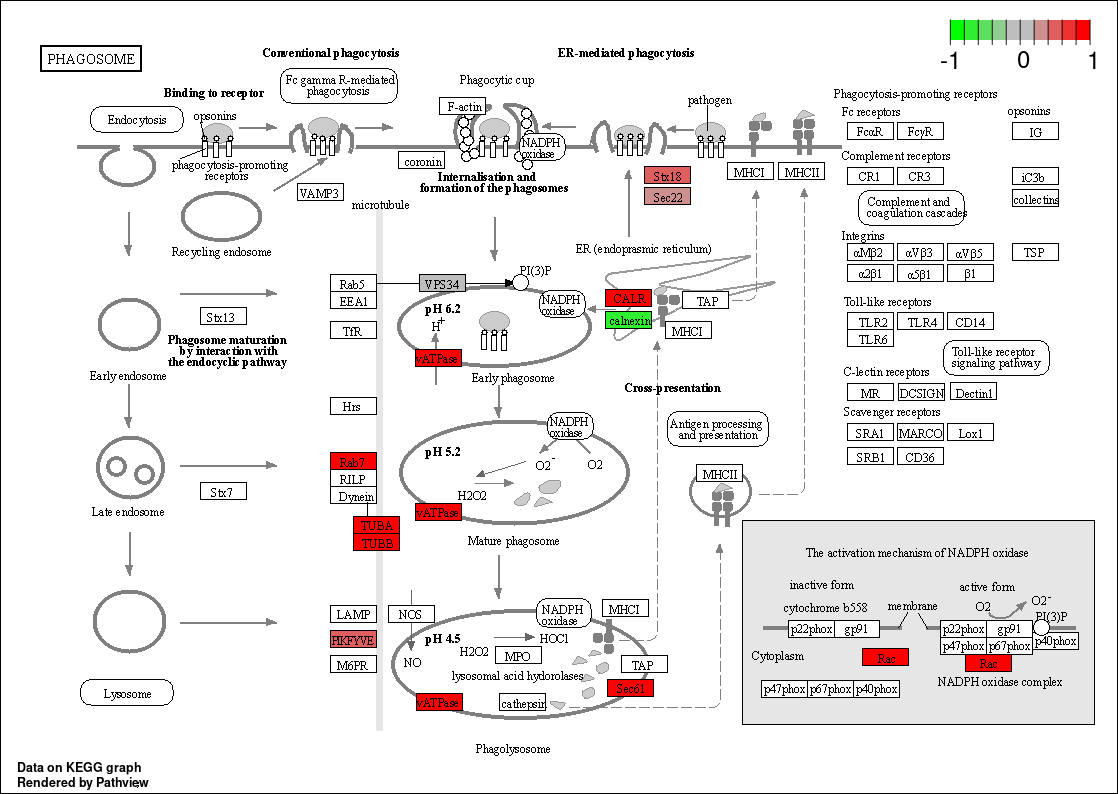 PHAGOSOME
Conventional phagocytosis
ER-mediated phagocytosis
-1
0
1
Fc gamma R-mediated
phagocytosis
Phagocytic cup
Binding to receptor
Endocytosis
opsonins
F-actin
pathogen
NADPH
oxidase
coronin
phagocytosis-promoting
receptors
VAMP3
Internalisation and
formation of the phagosomes
Stx18
Sec22
MHCI
MHCII
microtubule
Recycling endosome
ER (endoprasmic reticulum)
Phagocytosis-promoting receptors
Fc receptors
opsonins
FcαR
FcγR
IG
Complement receptors
CR1
CR3
iC3b
collectins
Complement and
coagulation cascades
Integrins
αMβ2
αVβ3
αVβ5
TSP
α2β1
α5β1
β1
Toll-like receptors
TLR2
TLR4
CD14
TLR6
Toll-like receptor
signaling pathway
C-lectin receptors
MR
DCSIGN
Dectin1
Scavenger receptors
SRA1
MARCO
Lox1
SRB1
CD36
Rab5
EEA1
VPS34
PI(3)P
TfR
pH 6.2
H+
NADPH
oxidase
CALR
calnexin
TAP
MHCI
vATPase
Early phagosome
Stx13
Phagosome maturation
by interaction with
the endocyclic pathway
Early endosome
Cross-presentation
Hrs
Antigen processing
and presentation
NADPH
oxidase
pH 5.2
O2-
O2
H2O2
Rab7
RILP
Dynein
vATPase
TUBA
TUBB
Mature phagosome
Stx7
Late endosome
MHCII
LAMP
NOS
PIKFYVE
M6PR
NO
pH 4.5
NADPH
oxidase
MHCI
H2O2
HOCl
MPO
TAP
lysosomal acid hydorolases
Sec61
vATPase
cathepsin
Lysosome
Phagolysosome
The activation mechanism of NADPH oxidase
inactive form
active form
cytochrome b558
membrane
O2
O2-
PI(3)P
p22phox
gp91
p22phox
gp91
p47phox
p67phox
p40phox
Cytoplasm
Rac
Rac
NADPH oxidase complex
p47phox
p67phox
p40phox
Data on KEGG graph
Rendered by Pathview